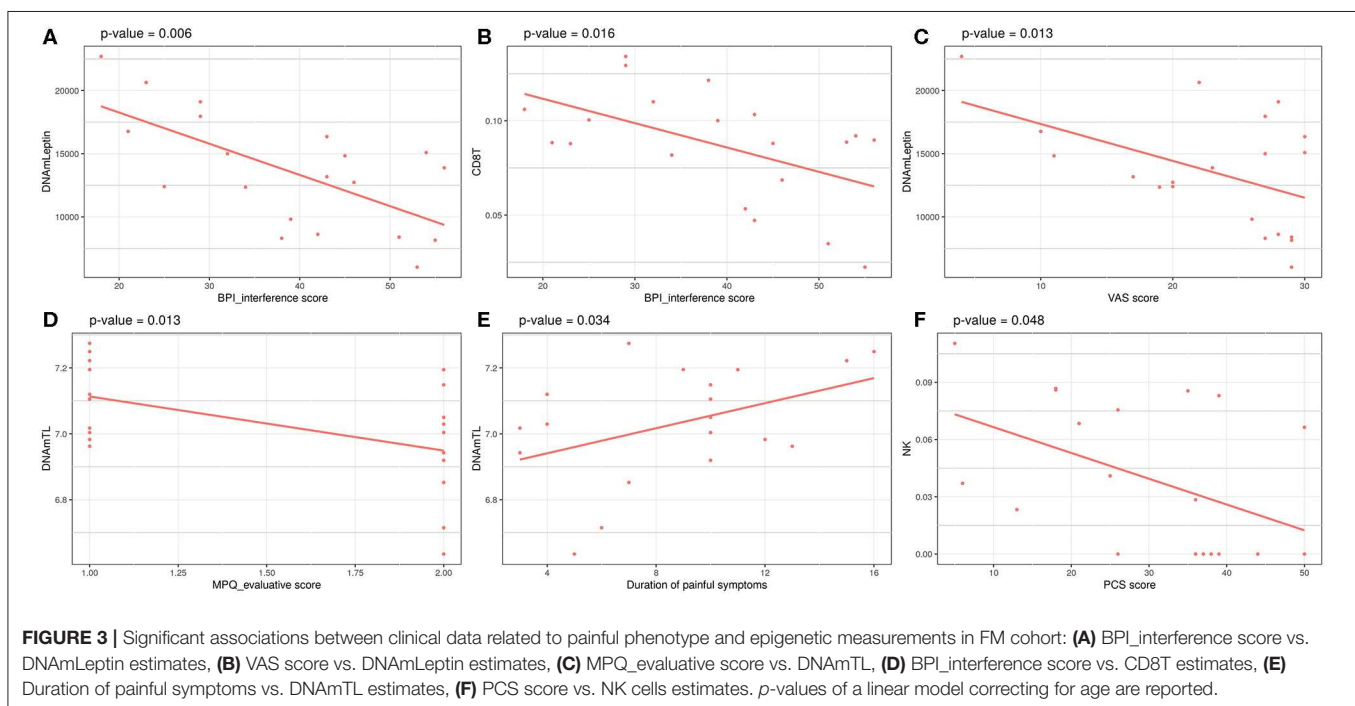 A
p-value = 0.006
DNAmLeptin
20000
15000
10000
20
30
40
50
BPI_interference score
B
p-value = 0.016
CD8T
0.10
0.05
20
30
40
50
BPI_interference score
C
p-value = 0.013
DNAmLeptin
20000
15000
10000
10
20
30
VAS score
D
p-value = 0.013
DNAmTL
7.2
7.0
6.8
1.00
1.25
1.50
1.75
2.00
MPQ_evaluative score
E
p-value = 0.034
DNAmTL
7.2
7.0
6.8
4
8
12
16
Duration of painful symptoms
F
p-value = 0.048
NK
0.09
0.06
0.03
0.00
10
20
30
40
50
PCS score
FIGURE 3 | Significant associations between clinical data related to painful phenotype and epigenetic measurements in FM cohort: (A) BPI_interference score vs.
DNAmLeptin estimates, (B) VAS score vs. DNAmLeptin estimates, (C) MPQ_evaluative score vs. DNAmTL, (D) BPI_interference score vs. CD8T estimates, (E)
Duration of painful symptoms vs. DNAmTL estimates, (F) PCS score vs. NK cells estimates. p-values of a linear model correcting for age are reported.